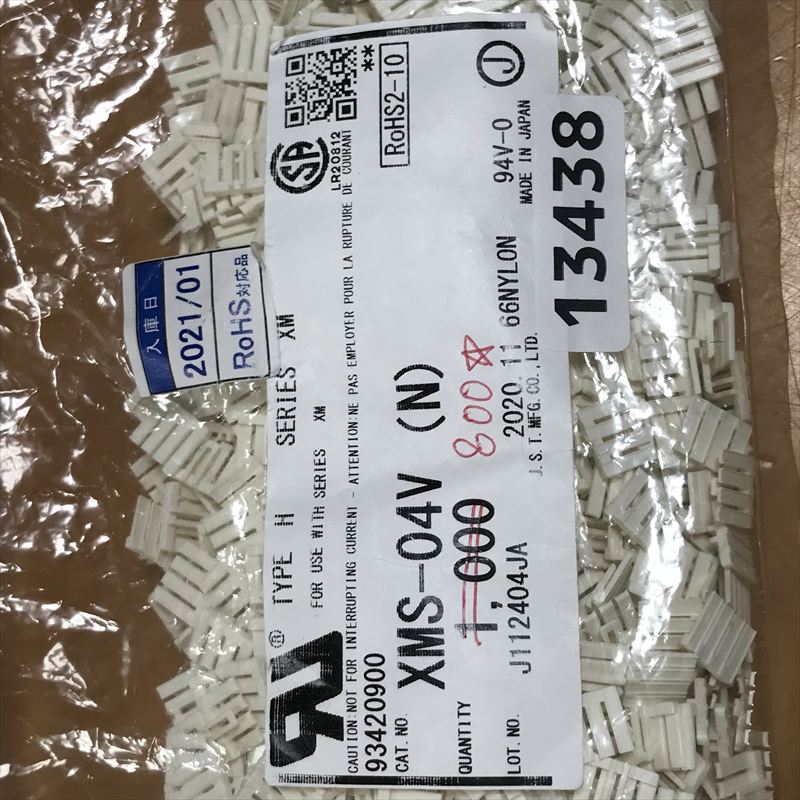 TYPE H SERIES XM
FOR USE WITH SERIES XM
SA
LR20812
CAUTION:NOT FOR INTERRUPTING CURRENT - ATTENTION:NE PAS EMPLOYER POUR LA RUPTURE DE COURANT
**
RoHS2-10
J
93420900
CAT. NO.
XMS-04V (N)
QUANTITY
1,000
800☆
94V-0
MADE IN JAPAN
LOT. NO.
J112404JA
2020.11 66NYLON
J.S.T. MFG. CO., LTD.
13438
入庫日
2021/01
RoHS対応品